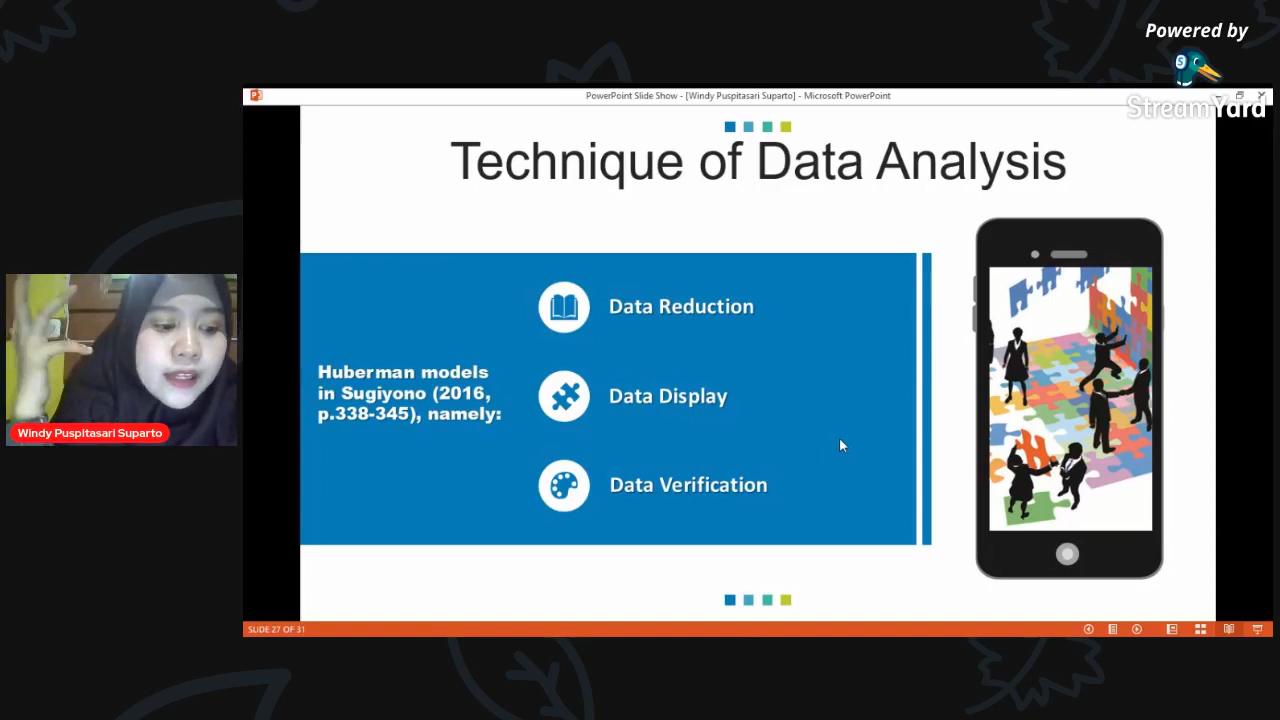 Powered by
StreamYard
PowerPoint Slide Show - [Windy Puspitasari Suparto] - Microsoft PowerPoint
Technique of Data Analysis
Huberman models
in Sugiyono (2016,
p.338-345), namely:
Data Reduction
Data Display
Data Verification
Windy Puspitasari Suparto
SLIDE 27 OF 31